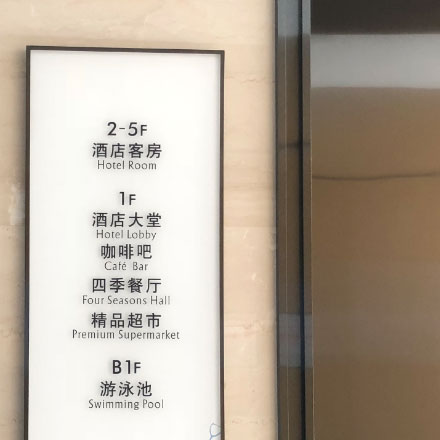 2-5F
酒店客房
Hotel Room
1F
酒店大堂
Hotel Lobby
咖啡吧
Café Bar
四季餐厅
Four Seasons Hall
精品超市
Premium Supermarket
B1F
游泳池
Swimming Pool